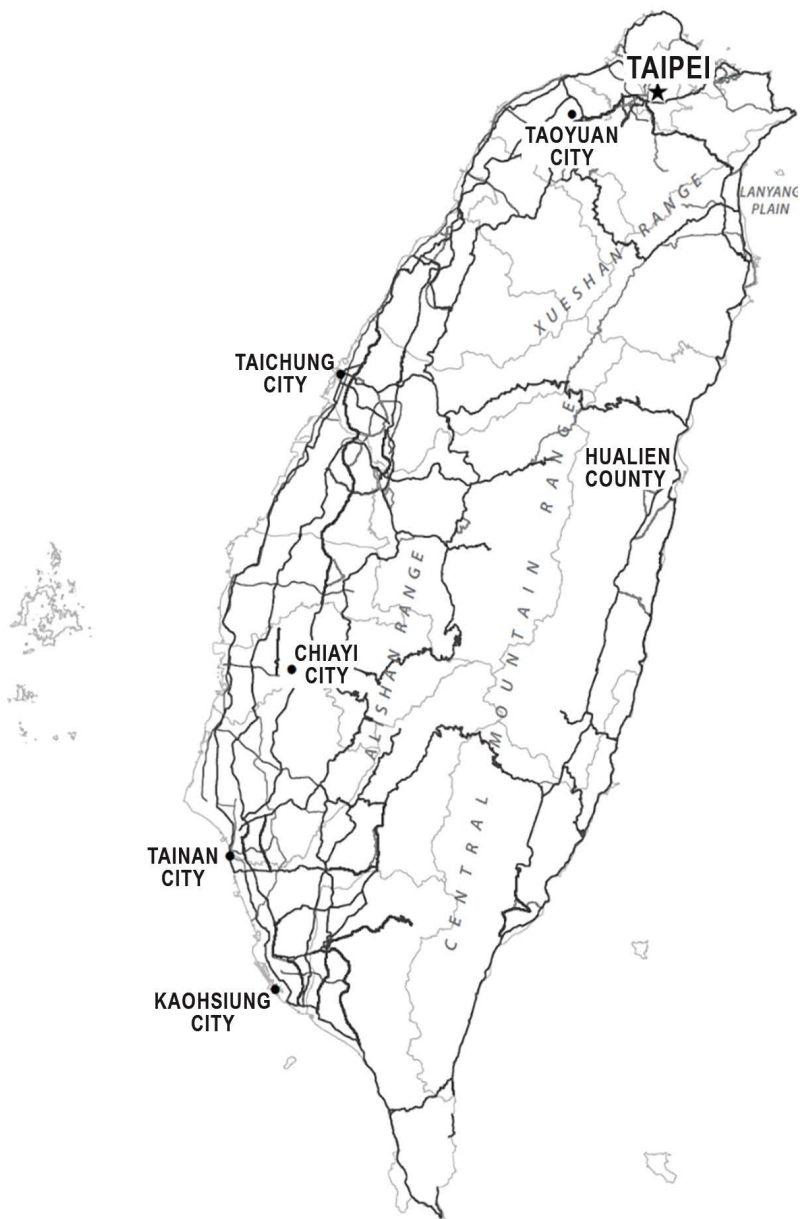 TAIPEI
TAOYUAN
CITY
LANYANG
PLAIN
XUESHAN RANGE
TAICHUNG
CITY
HUALIEN
COUNTY
ALISHAN RANGE
CHIAYI
CITY
CENTRAL MOUNTAIN RANGE
TAINAN
CITY
KAOHSIUNG
CITY